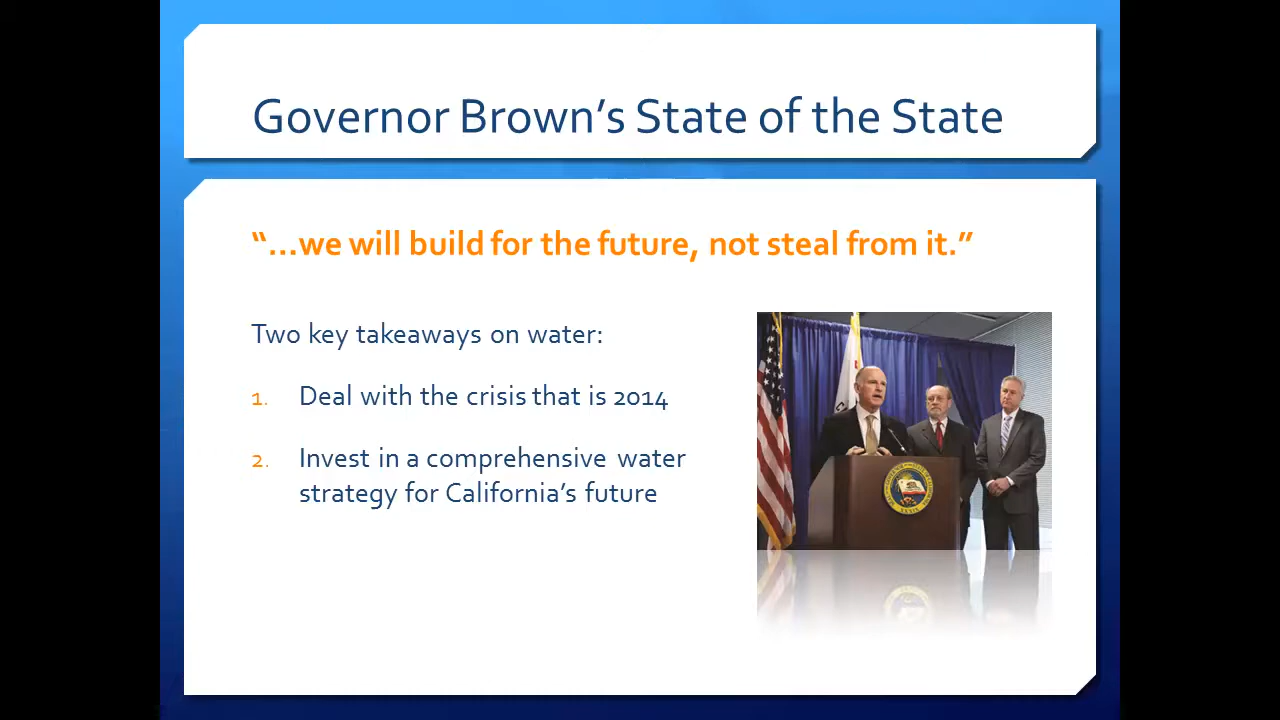 Governor Brown’s State of the State
“…we will build for the future, not steal from it.”
Two key takeaways on water:
1. Deal with the crisis that is 2014
2. Invest in a comprehensive water
strategy for California’s future